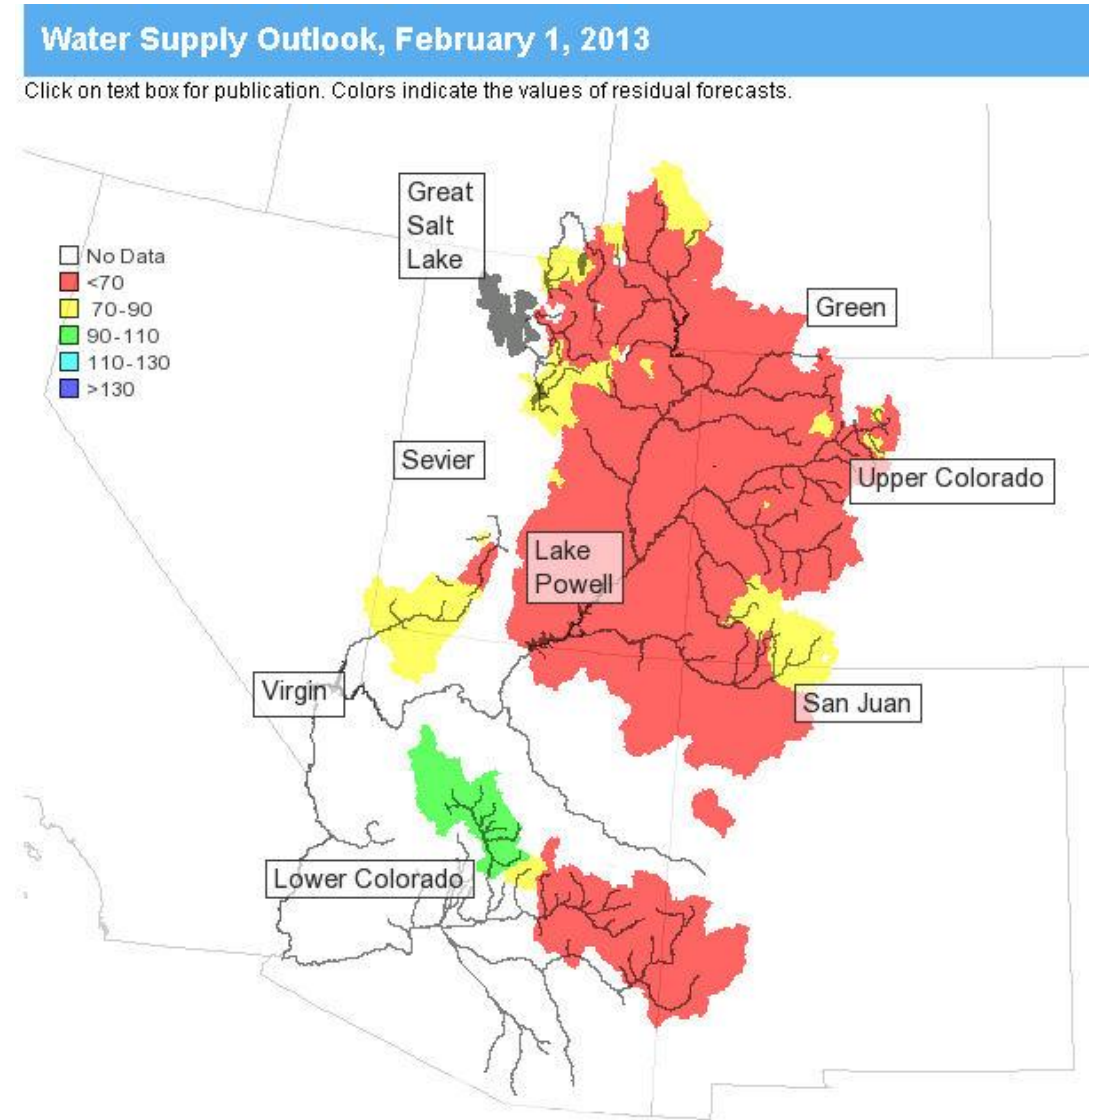 Water Supply Outlook, February 1, 2013
Click on text box for publication. Colors indicate the values of residual forecasts.
Great
Salt
Lake
No Data
<70
70-90
90-110
110-130
>130
Green
Sevier
Upper Colorado
Lake
Powell
Virgin
San Juan
Lower Colorado